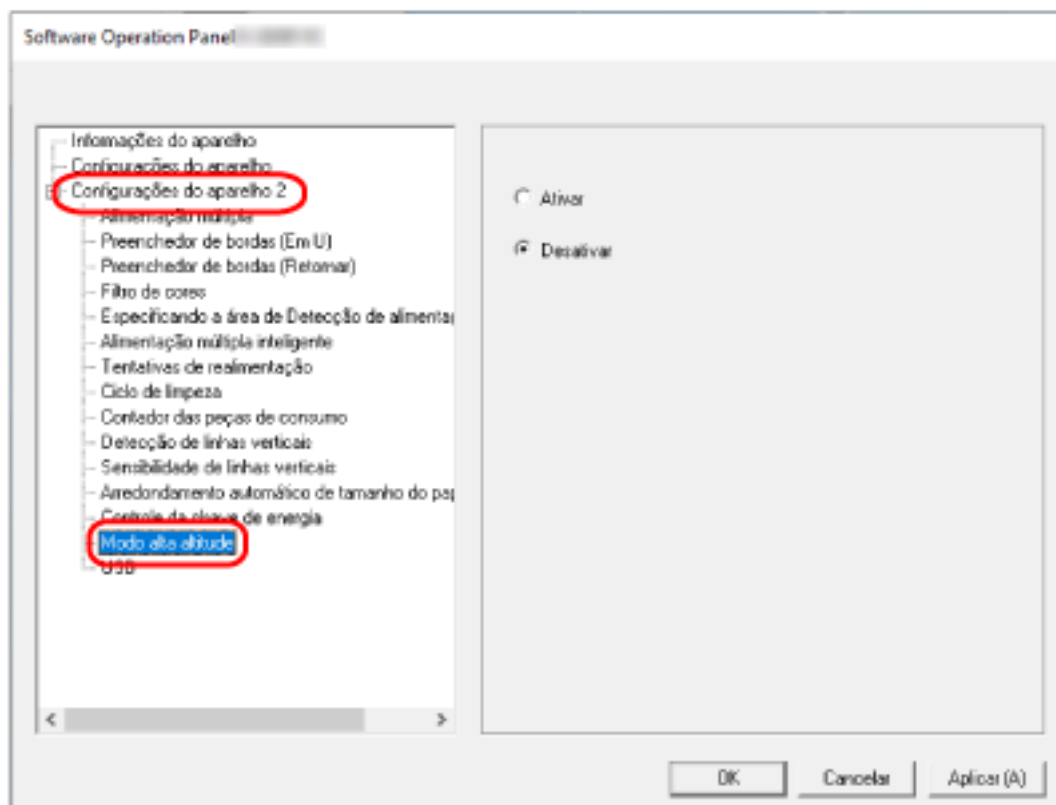 Software Operation Panel
Informações do aparelho
Configurações do aparelho
Configurações do aparelho 2
Alimentação múltipla
Preenchedor de bordas (Em U)
Preenchedor de bordas (Retornar)
Filtro de cores
Especificando a área de Detecção de alimentaç
Alimentação múltipla inteligente
Tentativas de realimentação
Ciclo de limpeza
Contador das peças de consumo
Detecção de linhas verticais
Sensibilidade de linhas verticais
Arredondamento automático de tamanho do pap
Controle da chave de energia
Modo alta altitude
USB
Ativar
Desativar
OK
Cancelar
Aplicar (A)